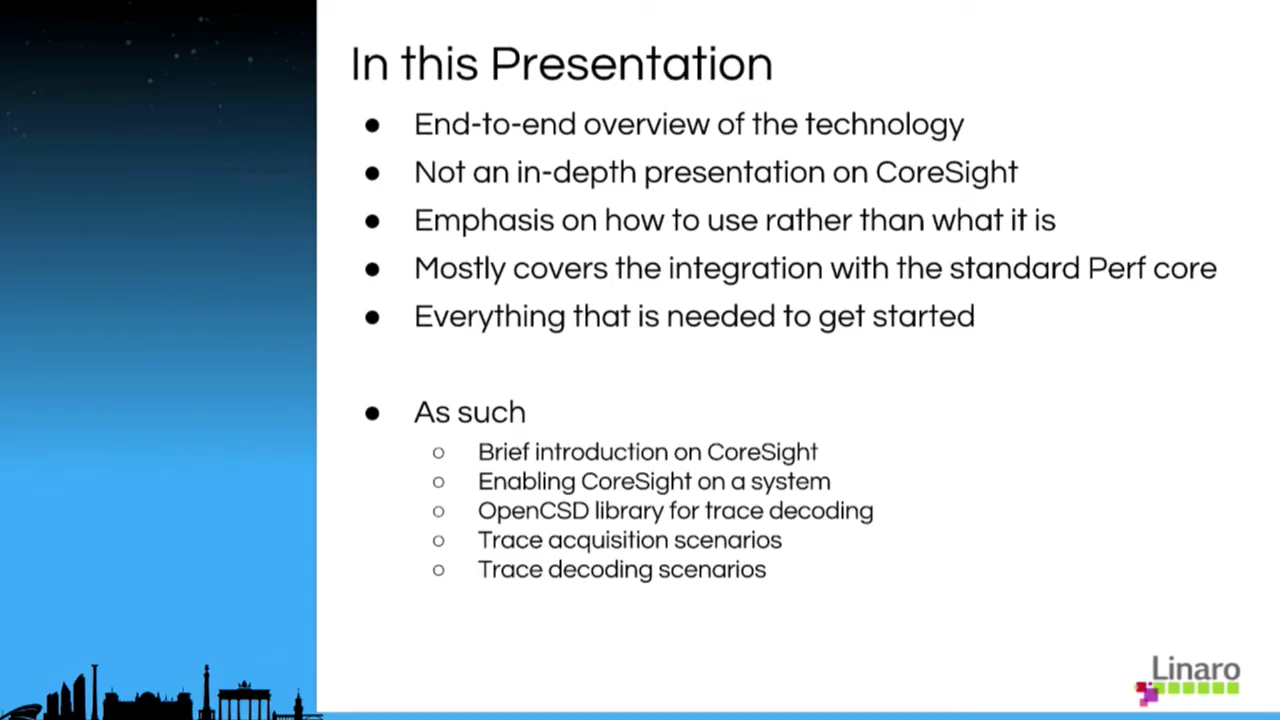 In this Presentation
● End-to-end overview of the technology
● Not an in-depth presentation on CoreSight
● Emphasis on how to use rather than what it is
● Mostly covers the integration with the standard Perf core
● Everything that is needed to get started
● As such
○ Brief introduction on CoreSight
○ Enabling CoreSight on a system
○ OpenCSD library for trace decoding
○ Trace acquisition scenarios
○ Trace decoding scenarios
Linaro